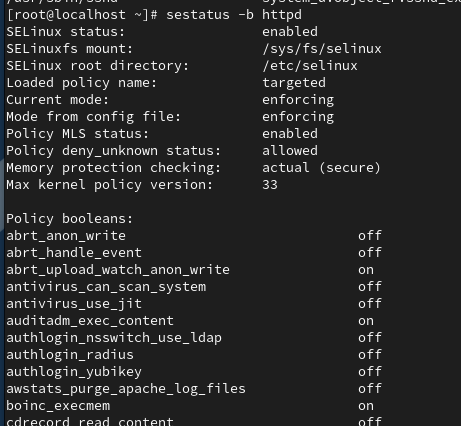 [root@localhost ~]# sestatus -b httpd
SELinux status: enabled
SELinuxfs mount: /sys/fs/selinux
SELinux root directory: /etc/selinux
Loaded policy name: targeted
Current mode: enforcing
Mode from config file: enforcing
Policy MLS status: enabled
Policy deny_unknown status: allowed
Memory protection checking: actual (secure)
Max kernel policy version: 33

Policy booleans:
abrt_anon_write off
abrt_handle_event off
abrt_upload_watch_anon_write on
antivirus_can_scan_system off
antivirus_use_jit off
auditadm_exec_content on
authlogin_nsswitch_use_ldap off
authlogin_radius off
authlogin_yubikey off
awstats_purge_apache_log_files off
boinc_execmem on
cdrecord_read_content off